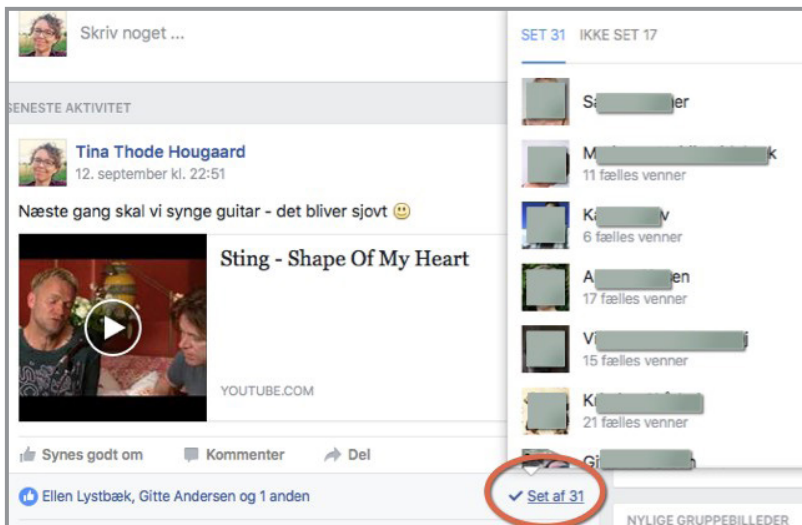 Skriv noget ...
SENESTE AKTIVITET
Tina Thode Hougaard
12. september kl. 22:51
Næste gang skal vi synge guitar - det bliver sjovt
Sting - Shape Of My Heart
YOUTUBE.COM
Synes godt om Kommenter Del
Ellen Lystbæk, Gitte Andersen og 1 anden
Set af 31
SET 31 IKKE SET 17
11 fælles venner
6 fælles venner
17 fælles venner
15 fælles venner
21 fælles venner
NYLIGE GRUPPEBILLEDER